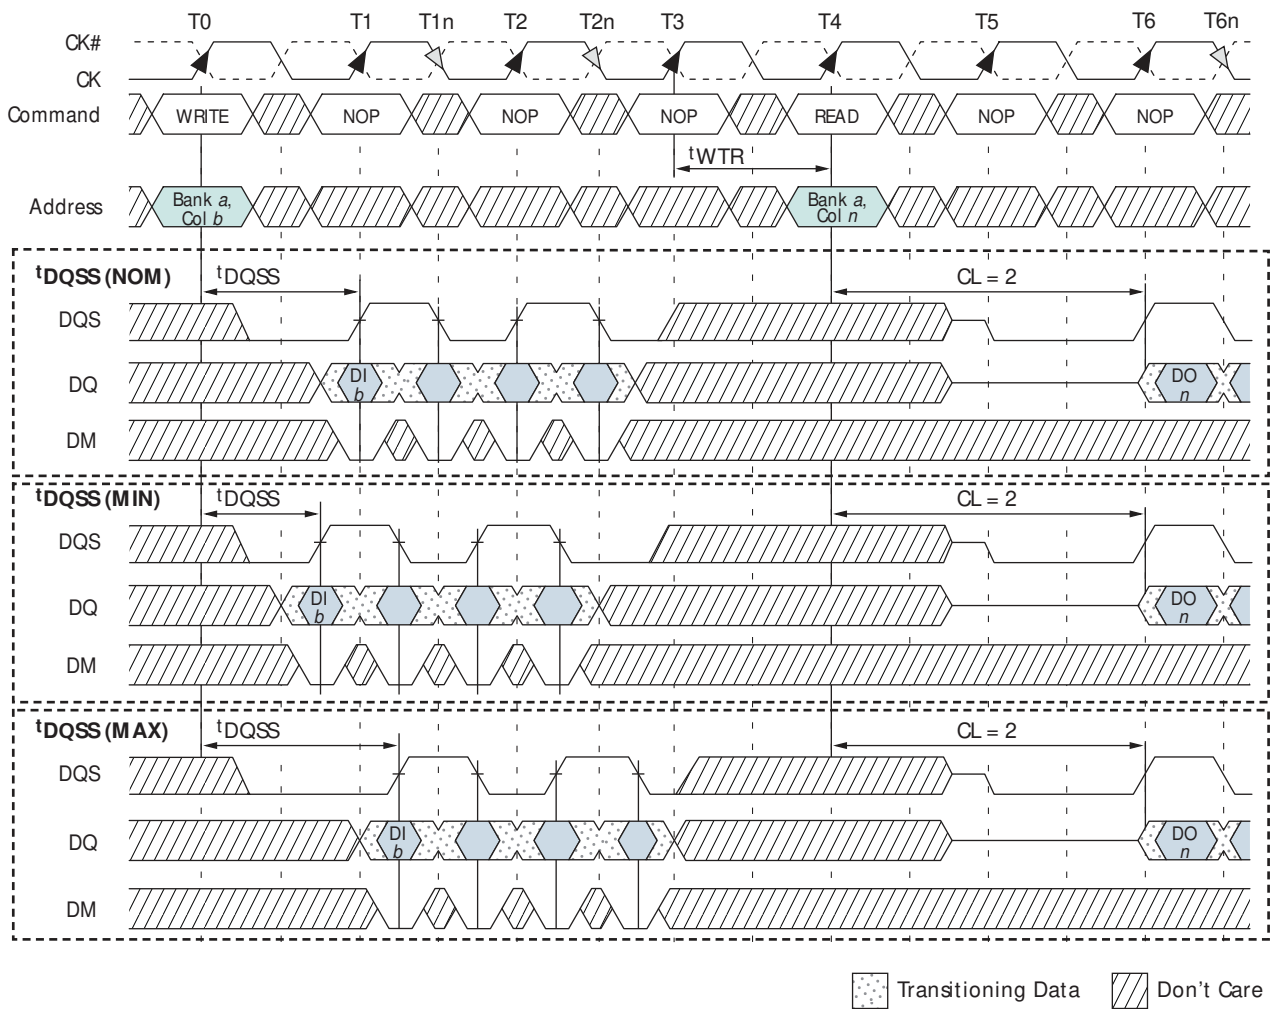 T0 T1 T1n T2 T2n T3 T4 T5 T6 T6n
CK#
CK
Command WRITE NOP NOP NOP READ NOP NOP
tWTR
Address Bank a, Col b Bank a, Col n
tDQSS (NOM) tDQSS CL = 2
DQS
DQ DI b DO n
DM
tDQSS (MIN) tDQSS CL = 2
DQS
DQ DI b DO n
DM
tDQSS (MAX) tDQSS CL = 2
DQS
DQ DI b DO n
DM
Transitioning Data Don't Care